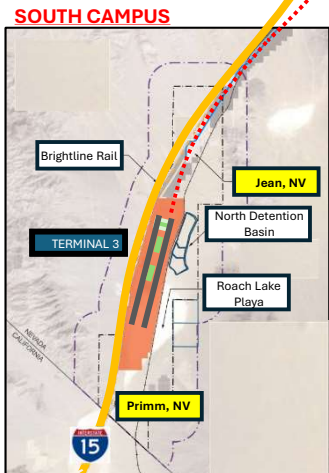 SOUTH CAMPUS
Brightline Rail
Jean, NV
North Detention
Basin
TERMINAL 3
Roach Lake
Playa
NEVADA
CALIFORNIA
Primm, NV
INTERSTATE
15